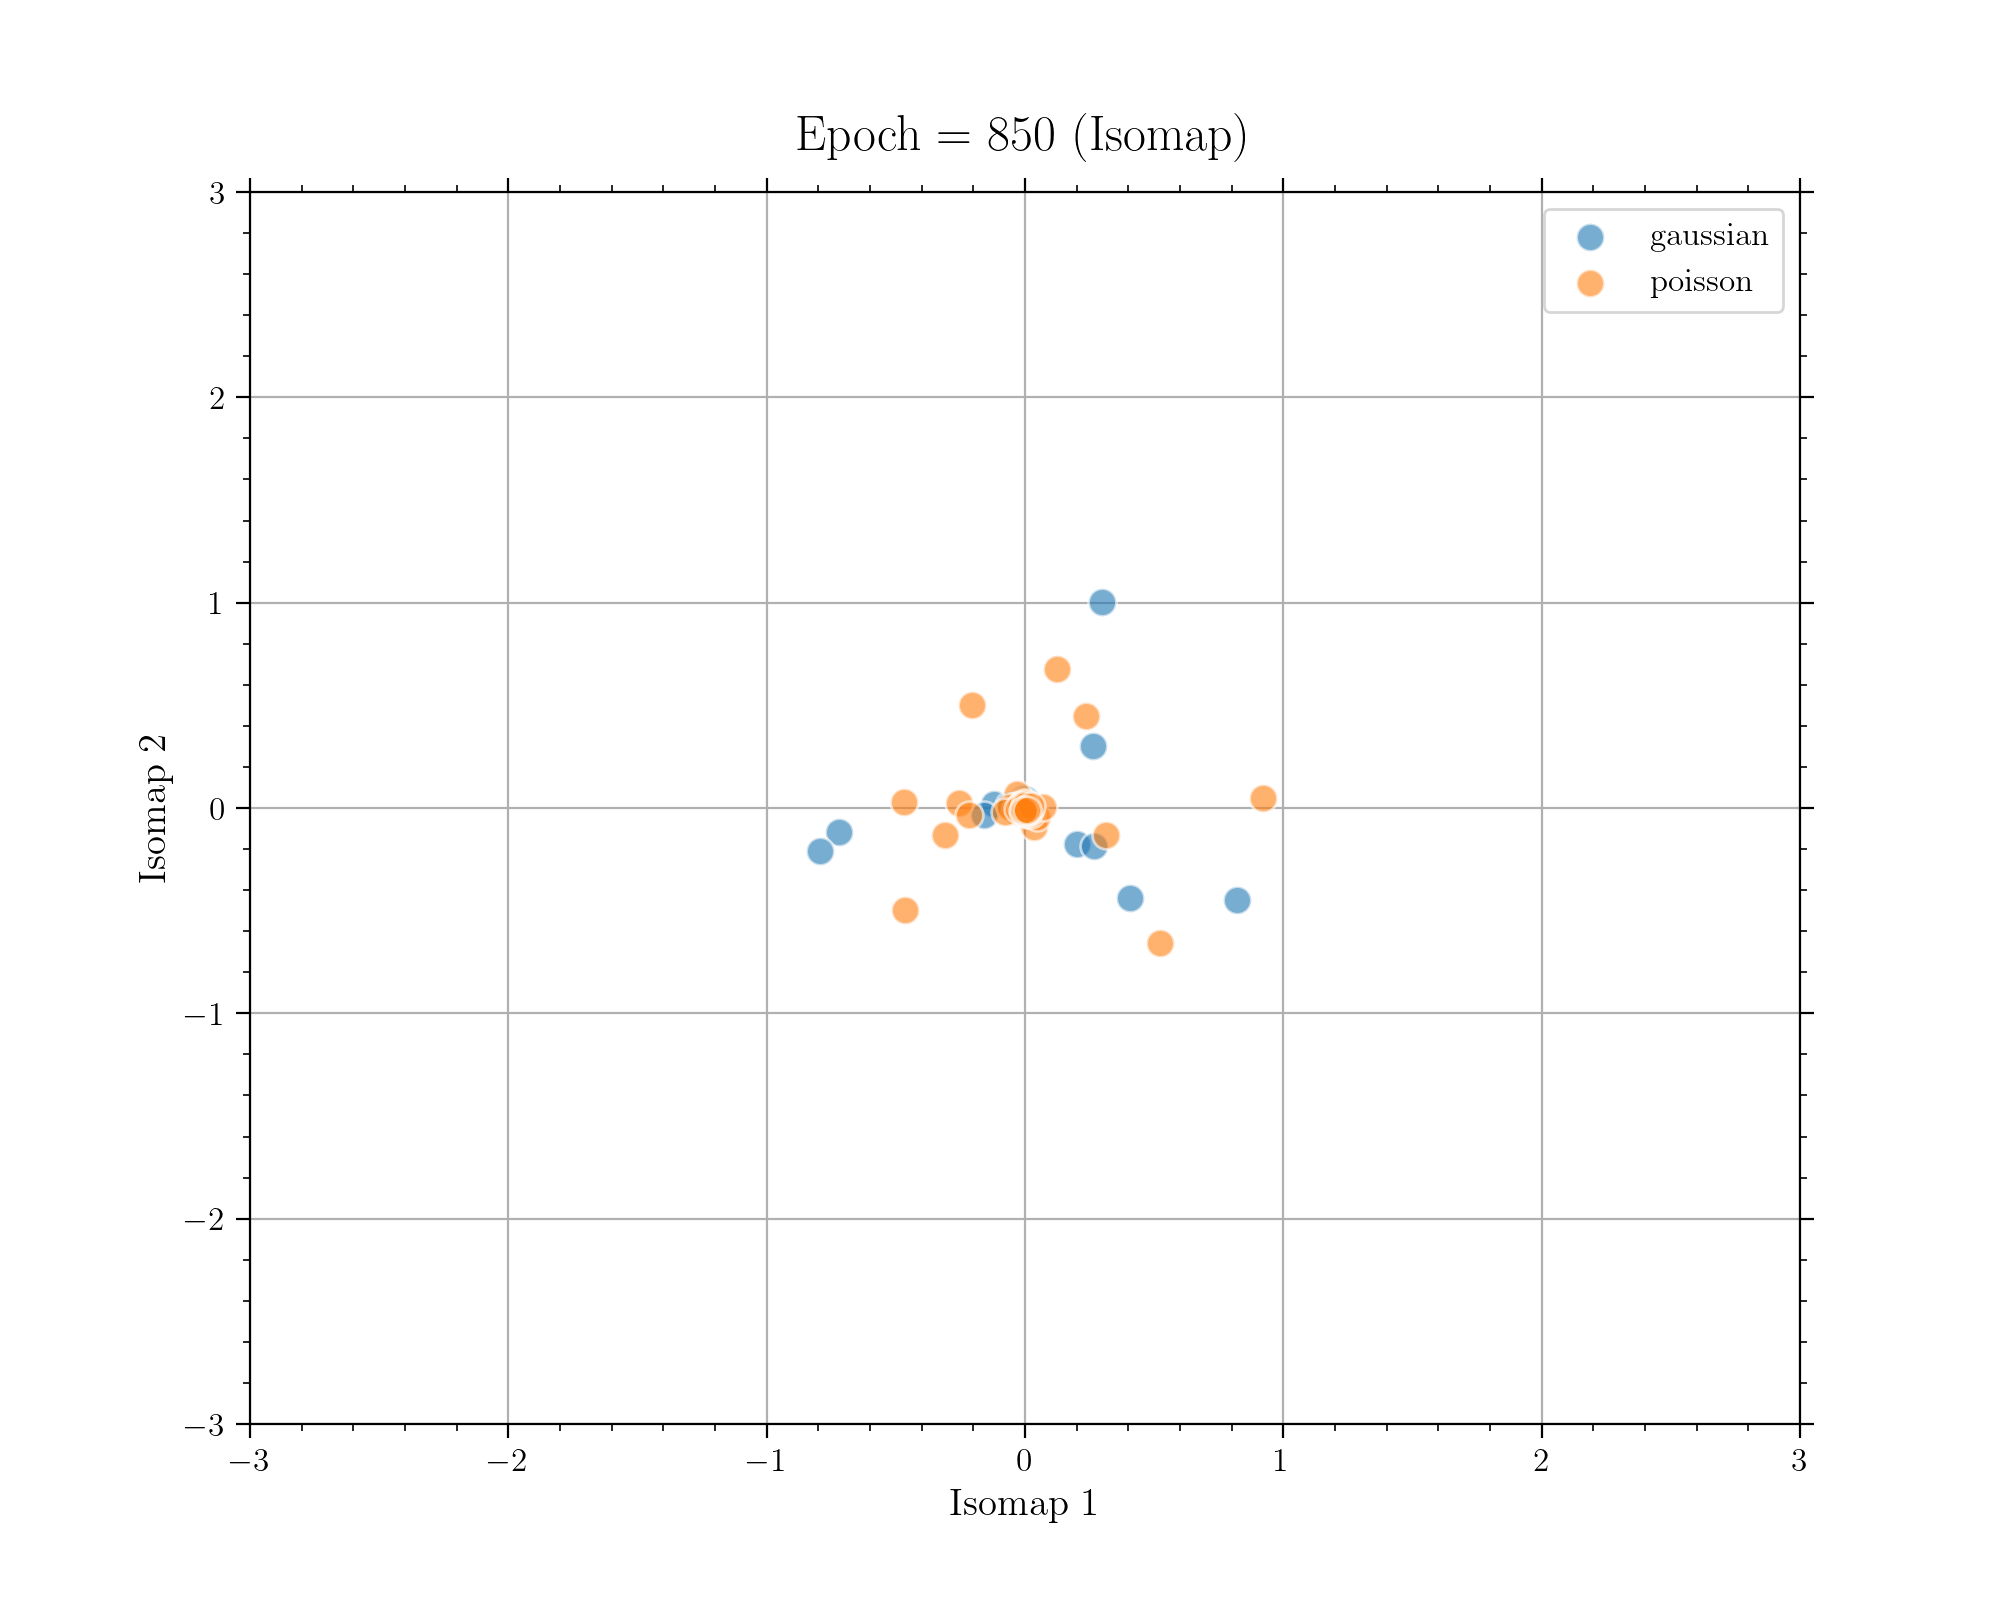 Epoch = 850 (Isomap)
gaussian
poisson
3
2
1
0
−1
−2
−3
Isomap 2
−3 −2 −1 0 1 2 3
Isomap 1